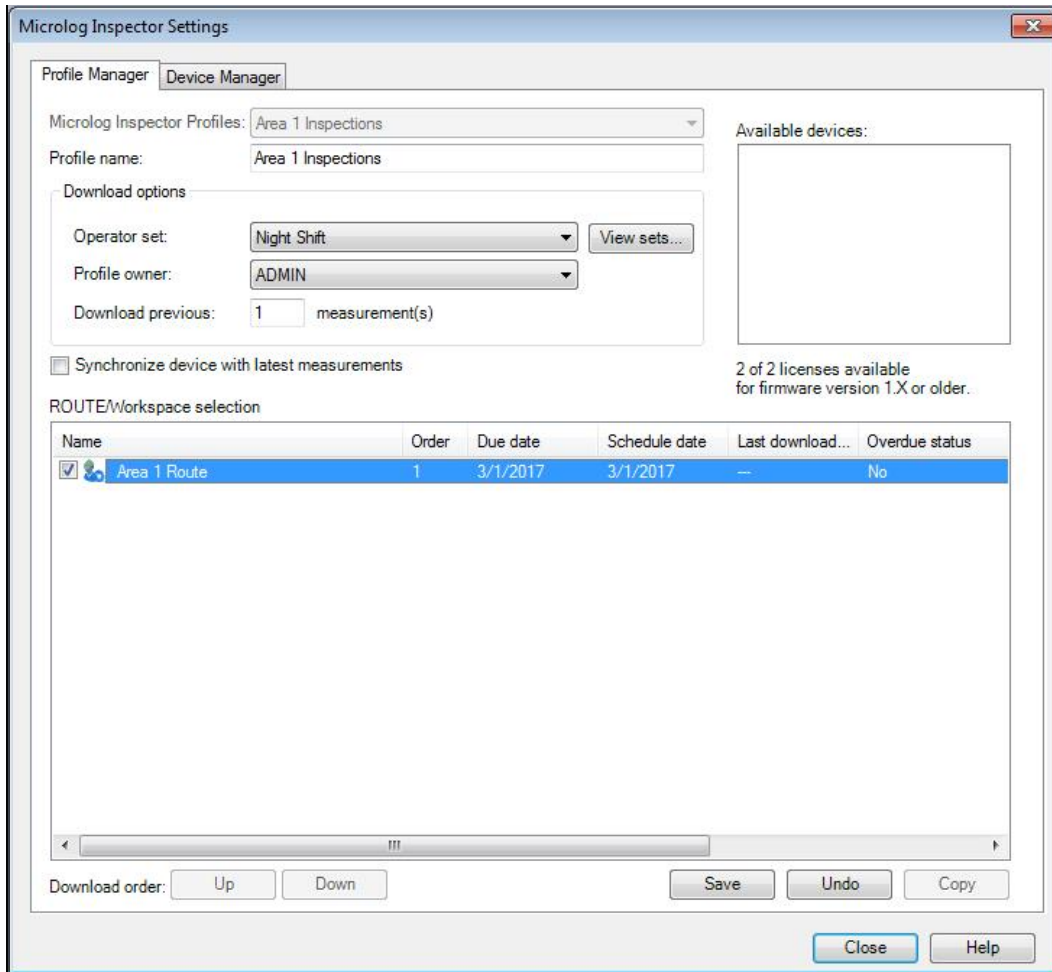 Microlog Inspector Settings
Profile Manager Device Manager
Microlog Inspector Profiles: Area 1 Inspections
Available devices:
Profile name: Area 1 Inspections
Download options
Operator set: Night Shift View sets...
Profile owner: ADMIN
Download previous: 1 measurement(s)
Synchronize device with latest measurements
2 of 2 licenses available
for firmware version 1.X or older.
ROUTE/Workspace selection
Name Order Due date Schedule date Last download... Overdue status
Area 1 Route 1 3/1/2017 3/1/2017 --- No
Download order: Up Down Save Undo Copy
Close Help